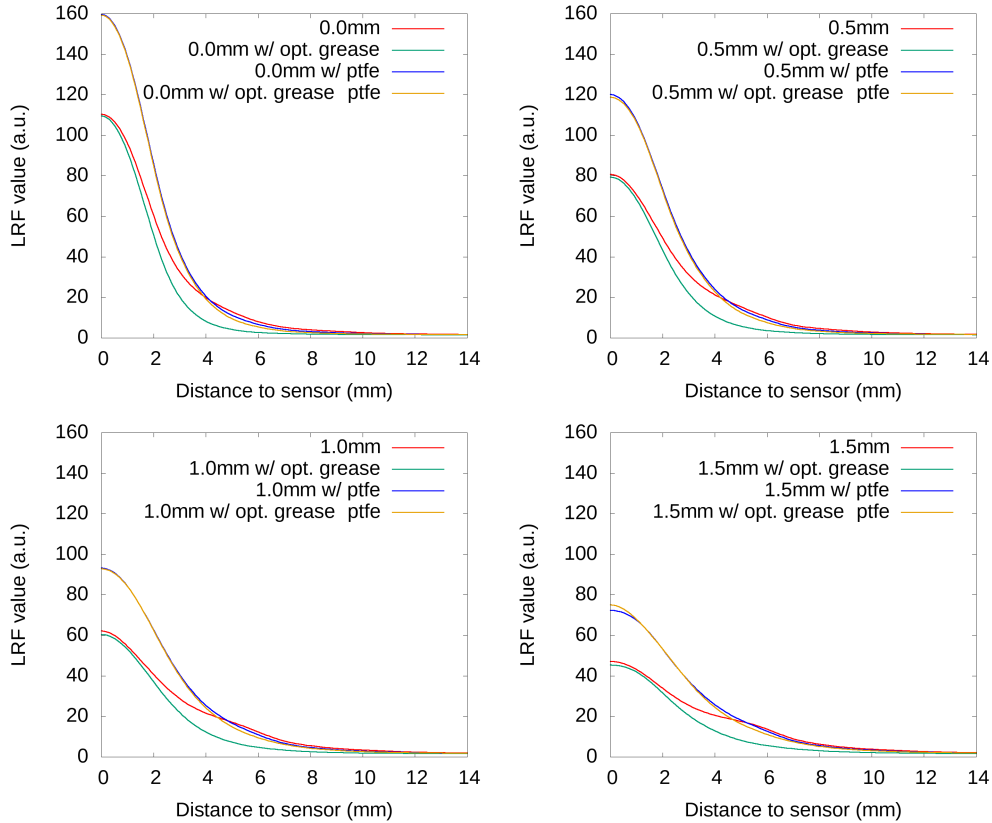 160
140
120
100
80
60
40
20
0
LRF value (a.u.)
0.0mm
0.0mm w/ opt. grease
0.0mm w/ ptfe
0.0mm w/ opt. grease  ptfe
0 2 4 6 8 10 12 14
Distance to sensor (mm)
160
140
120
100
80
60
40
20
0
LRF value (a.u.)
0.5mm
0.5mm w/ opt. grease
0.5mm w/ ptfe
0.5mm w/ opt. grease  ptfe
0 2 4 6 8 10 12 14
Distance to sensor (mm)
160
140
120
100
80
60
40
20
0
LRF value (a.u.)
1.0mm
1.0mm w/ opt. grease
1.0mm w/ ptfe
1.0mm w/ opt. grease  ptfe
0 2 4 6 8 10 12 14
Distance to sensor (mm)
160
140
120
100
80
60
40
20
0
LRF value (a.u.)
1.5mm
1.5mm w/ opt. grease
1.5mm w/ ptfe
1.5mm w/ opt. grease  ptfe
0 2 4 6 8 10 12 14
Distance to sensor (mm)